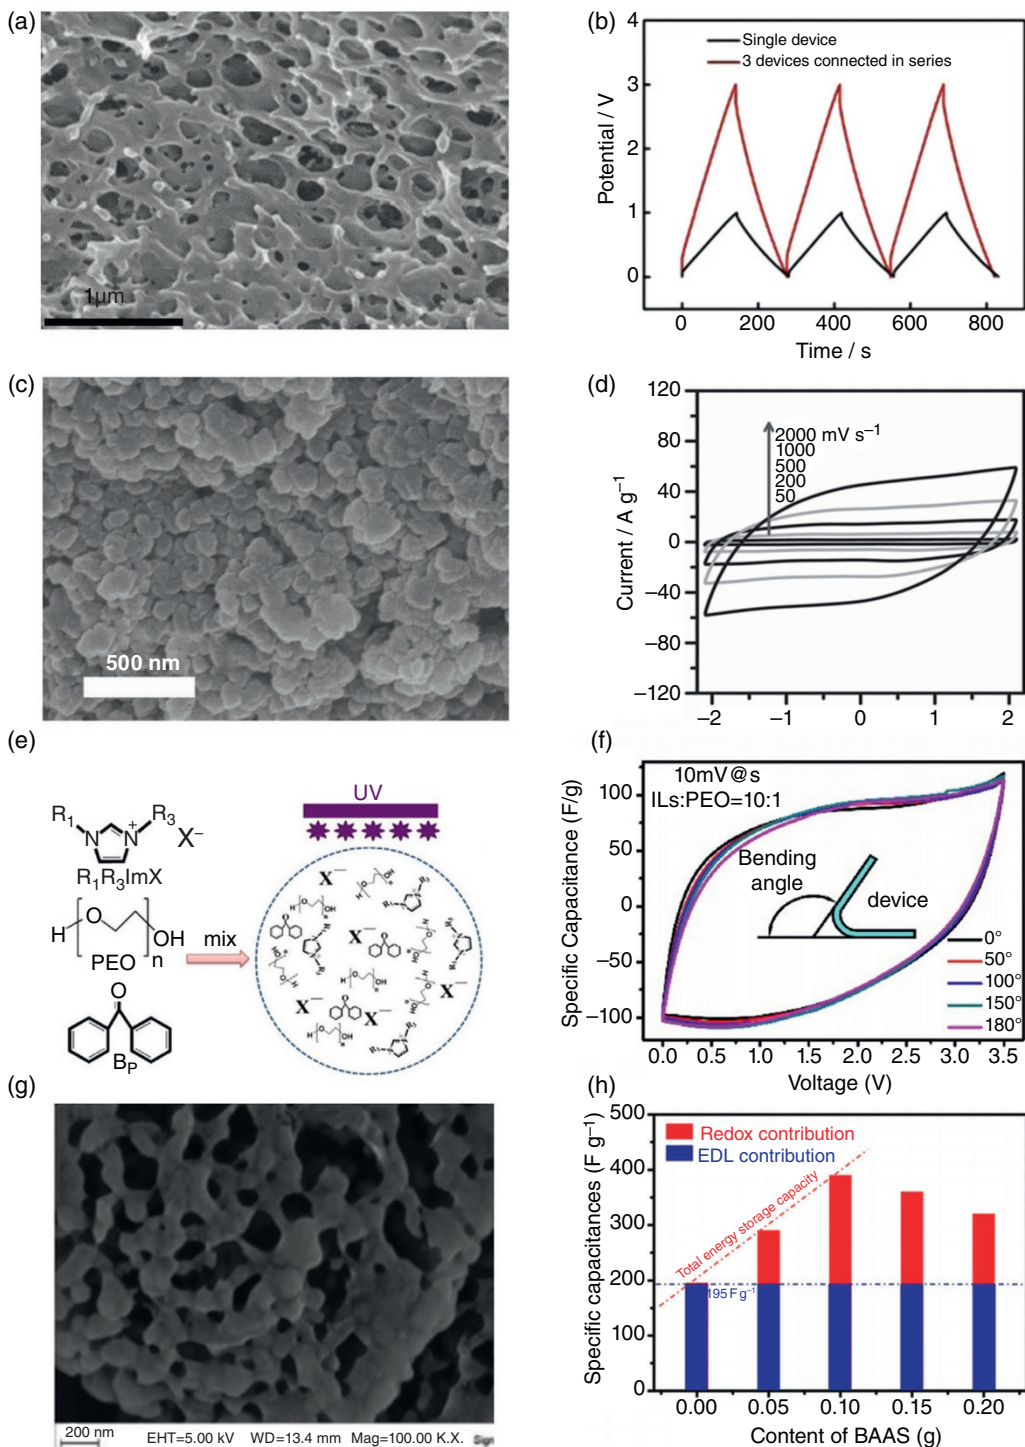 (a)
1μm
(b)
Single device
3 devices connected in series
Potential / V
4
3
2
1
0
0 200 400 600 800
Time / s
(c)
500 nm
(d)
2000 mV s⁻¹
1000
500
200
50
Current / A g⁻¹
120
80
40
0
−40
−80
−120
−2 −1 0 1 2
(e)
R₁ N + N R₃ X⁻
R₁R₃ImX
H O OH
n
PEO
O
BP
mix
UV
X⁻
X⁻
X⁻
X⁻
(f)
10mV@s
ILs:PEO=10:1
Bending
angle
device
0°
50°
100°
150°
180°
Specific Capacitance (F/g)
100
50
0
−50
−100
0.0 0.5 1.0 1.5 2.0 2.5 3.0 3.5
Voltage (V)
(g)
200 nm EHT=5.00 kV WD=13.4 mm Mag=100.00 K.X.
(h)
Redox contribution
EDL contribution
Total energy storage capacity
195 F g⁻¹
Specific capacitances (F g⁻¹)
500
400
300
200
100
0
0.00 0.05 0.10 0.15 0.20
Content of BAAS (g)